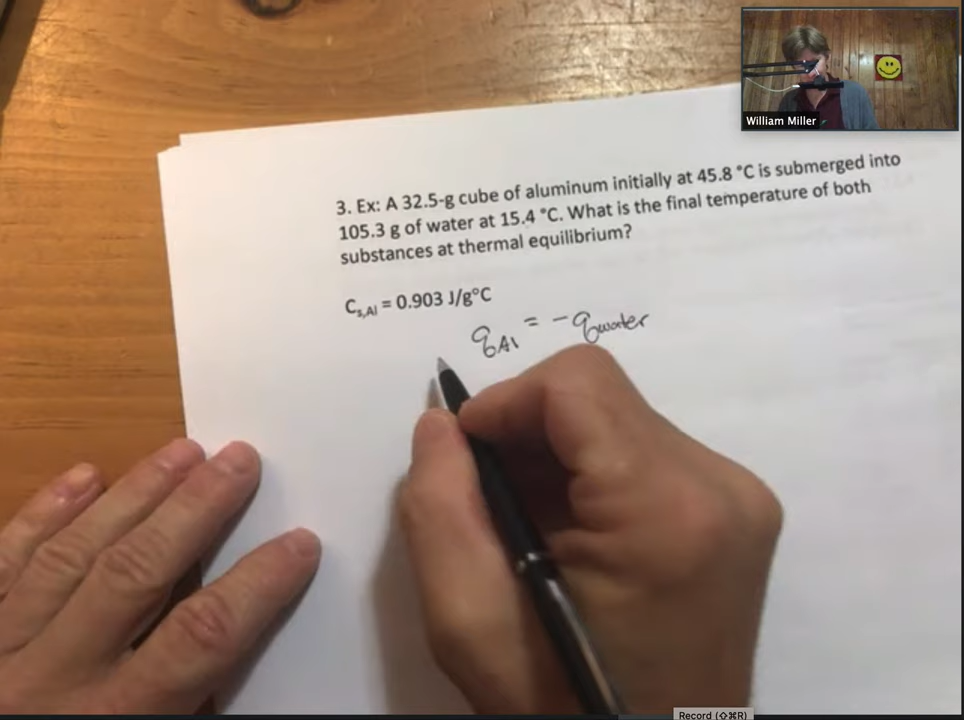 William Miller
3. Ex: A 32.5-g cube of aluminum initially at 45.8 °C is submerged into
105.3 g of water at 15.4 °C. What is the final temperature of both
substances at thermal equilibrium?
Cs,Al = 0.903 J/g°C
qAl = -qwater
Record (⇧⌘R)